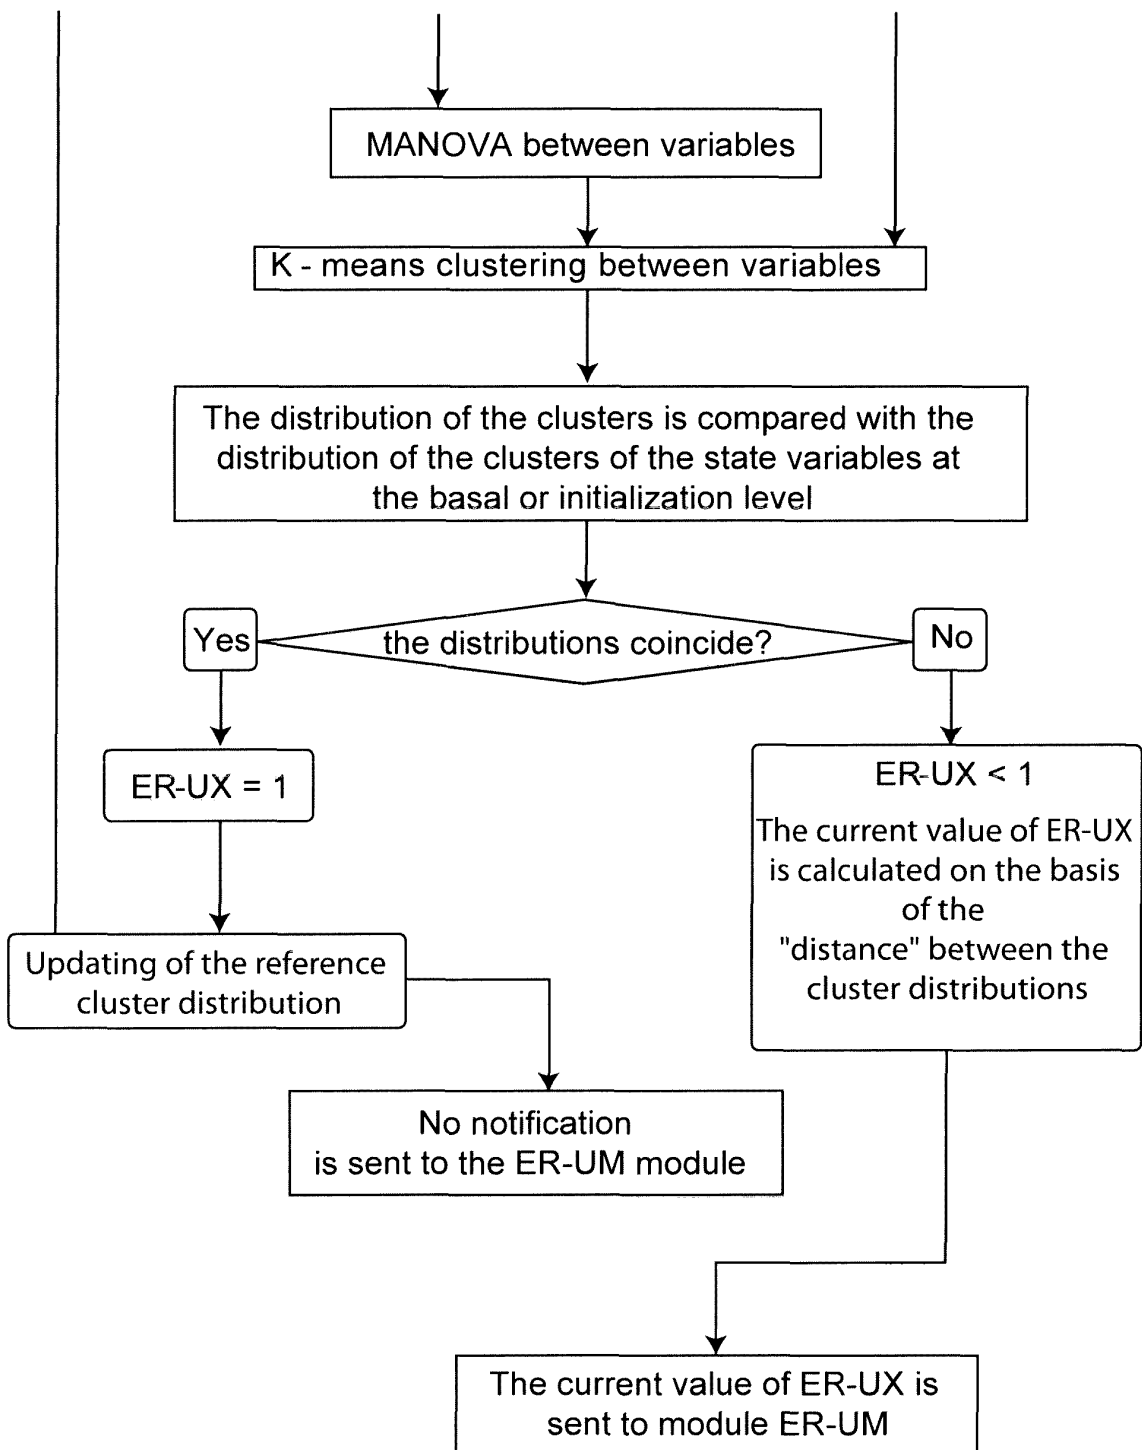 MANOVA between variables
K - means clustering between variables
The distribution of the clusters is compared with the
distribution of the clusters of the state variables at
the basal or initialization level
Yes
the distributions coincide?
No
ER-UX = 1
ER-UX < 1
The current value of ER-UX
is calculated on the basis
of the
"distance" between the
cluster distributions
Updating of the reference
cluster distribution
No notification
is sent to the ER-UM module
The current value of ER-UX is
sent to module ER-UM